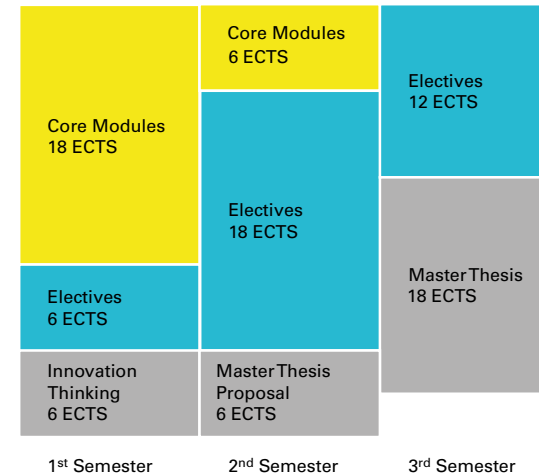 Core Modules
18 ECTS
Electives
6 ECTS
Innovation
Thinking
6 ECTS
1st Semester
Core Modules
6 ECTS
Electives
18 ECTS
Master Thesis
Proposal
6 ECTS
2nd Semester
Electives
12 ECTS
Master Thesis
18 ECTS
3rd Semester